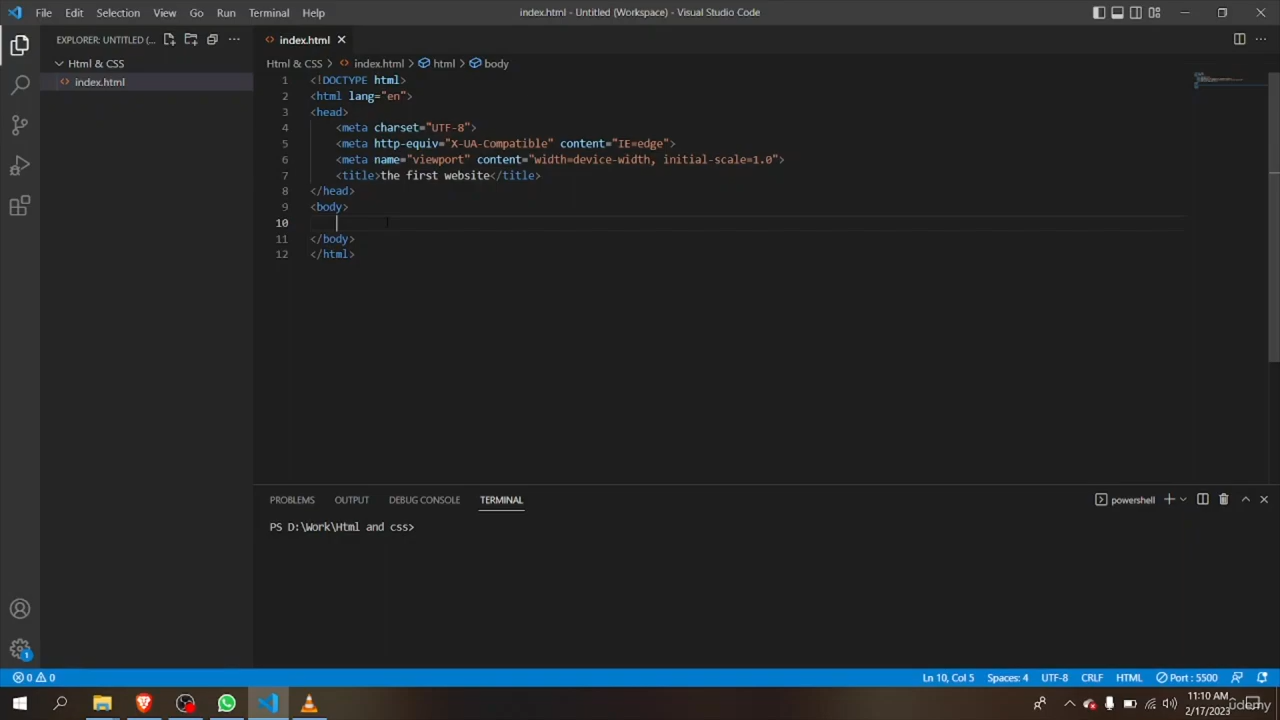 File Edit Selection View Go Run Terminal Help
index.html - Untitled (Workspace) - Visual Studio Code
EXPLORER: UNTITLED (... ...
Html & CSS
index.html
index.html
Html & CSS > index.html > html > body
1 <!DOCTYPE html>
2 <html lang="en">
3 <head>
4 <meta charset="UTF-8">
5 <meta http-equiv="X-UA-Compatible" content="IE=edge">
6 <meta name="viewport" content="width=device-width, initial-scale=1.0">
7 <title>the first website</title>
8 </head>
9 <body>
10
11 </body>
12 </html>
PROBLEMS OUTPUT DEBUG CONSOLE TERMINAL
powershell
PS D:\Work\Html and css>
1
0 0
Ln 10, Col 5 Spaces: 4 UTF-8 CRLF HTML Port : 5500
11:10 AM
2/17/2023
Udemy